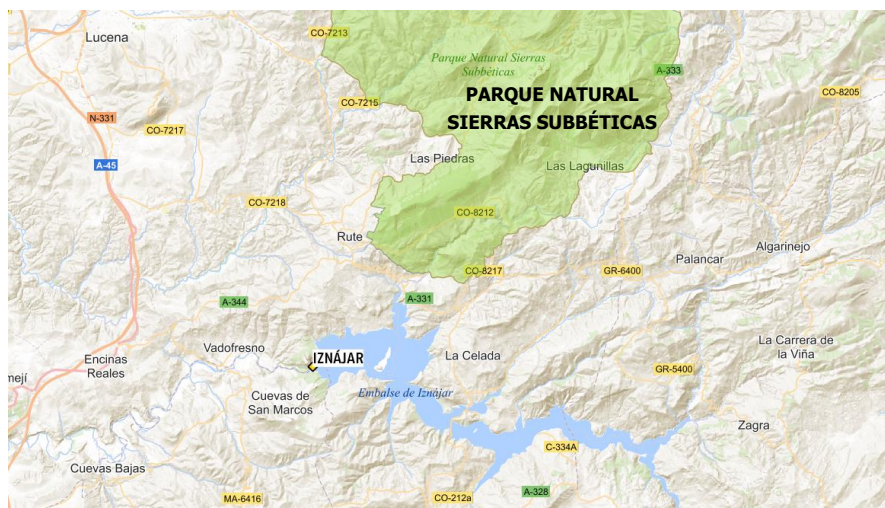 CO-7213
Lucena
Parque Natural Sierras
Subbéticas
A-333
PARQUE NATURAL
SIERRAS SUBBÉTICAS
CO-8205
CO-7215
N-331
CO-7217
A-45
Las Piedras
Las Lagunillas
CO-7218
CO-8212
Rute
Algarinejo
Palancar
CO-8217
GR-6400
A-344
A-331
La Carrera de
la Viña
Vadofresno
IZNÁJAR
La Celada
Encinas
Reales
GR-5400
mejí
Cuevas de
San Marcos
Embalse de Iznájar
Zagra
C-334A
Cuevas Bajas
MA-6416
CO-212a
A-328